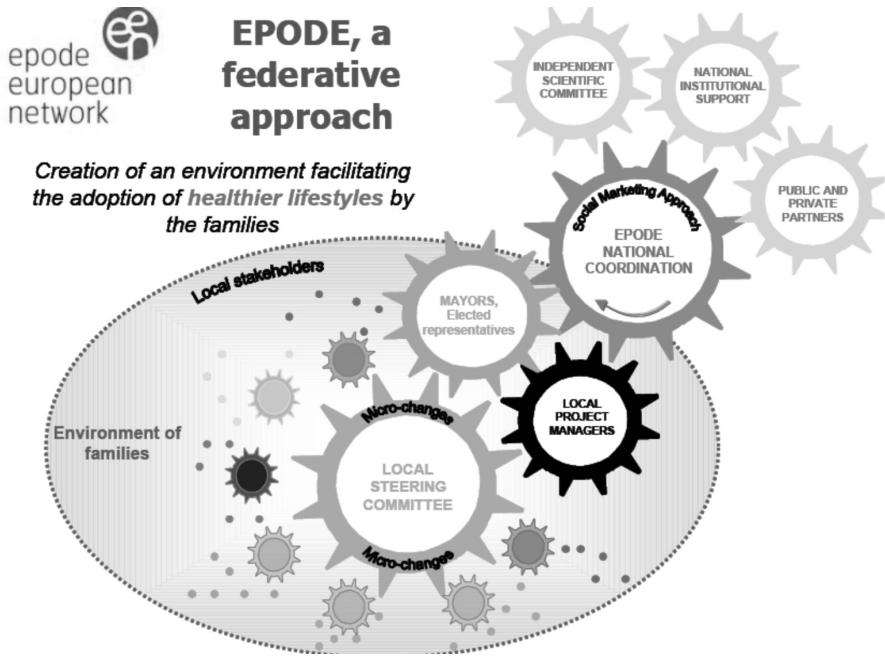 een
epode
european
network
EPODE, a
federative
approach
Creation of an environment facilitating
the adoption of healthier lifestyles by
the families
INDEPENDENT
SCIENTIFIC
COMMITTEE
NATIONAL
INSTITUTIONAL
SUPPORT
PUBLIC AND
PRIVATE
PARTNERS
Social Marketing Approach
EPODE
NATIONAL
COORDINATION
Local stakeholders
MAYORS,
Elected
representatives
LOCAL
PROJECT
MANAGERS
Environment of
families
Micro-changes
LOCAL
STEERING
COMMITTEE
Micro-changes